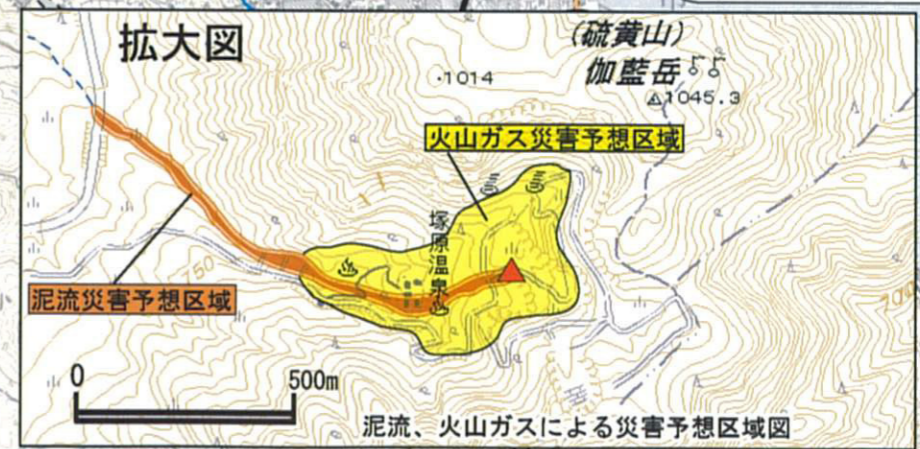 拡大図
(硫黄山)
伽藍岳
・1014
1045.3
火山ガス災害予想区域
塚原温泉
750
泥流災害予想区域
0 500m
泥流、火山ガスによる災害予想区域図